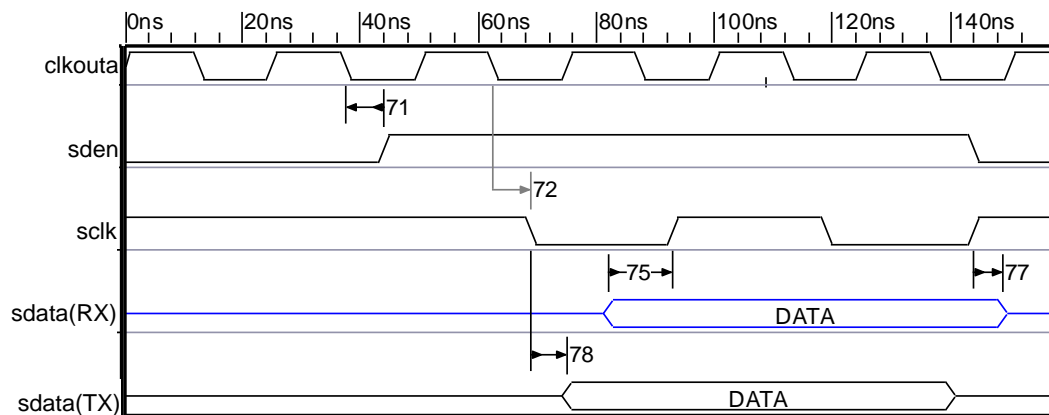 0ns 20ns 40ns 60ns 80ns 100ns 120ns 140ns
clkouta
71
sden
72
sclk
75 77
sdata(RX) DATA
78
sdata(TX) DATA